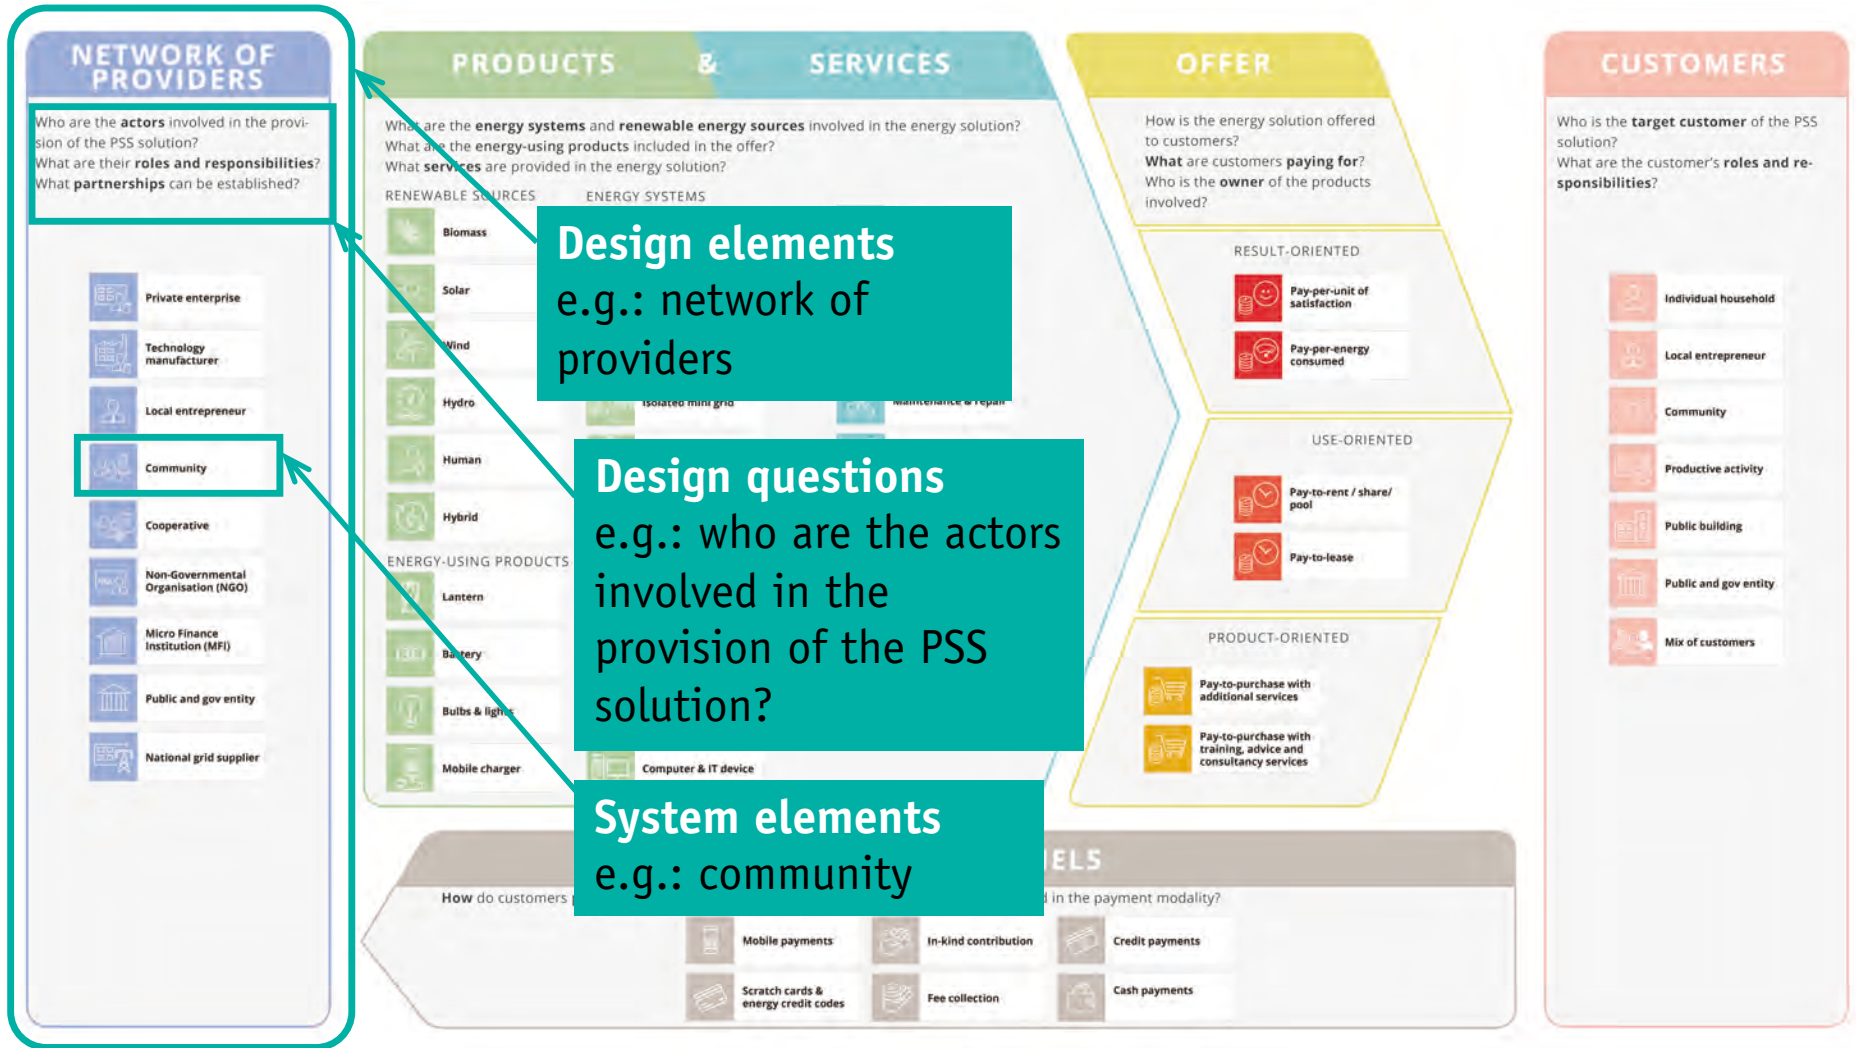 NETWORK OF
PROVIDERS
Who are the actors involved in the provi-
sion of the PSS solution?
What are their roles and responsibilities?
What partnerships can be established?
Private enterprise
Technology
manufacturer
Local entrepreneur
Community
Cooperative
Non-Governmental
Organisation (NGO)
Micro Finance
Institution (MFI)
Public and gov entity
National grid supplier
PRODUCTS & SERVICES
What are the energy systems and renewable energy sources involved in the energy solution?
What are the energy-using products included in the offer?
What services are provided in the energy solution?
RENEWABLE SOURCES
Biomass
Solar
Wind
Hydro
Human
Hybrid
ENERGY-USING PRODUCTS
Lantern
Battery
Bulbs & lights
Mobile charger
ENERGY SYSTEMS
Isolated mini grid
Maintenance & repair
Computer & IT device
Design elements
e.g.: network of
providers
Design questions
e.g.: who are the actors
involved in the
provision of the PSS
solution?
System elements
e.g.: community
OFFER
How is the energy solution offered
to customers?
What are customers paying for?
Who is the owner of the products
involved?
RESULT-ORIENTED
Pay-per-unit of
satisfaction
Pay-per-energy
consumed
USE-ORIENTED
Pay-to-rent / share/
pool
Pay-to-lease
PRODUCT-ORIENTED
Pay-to-purchase with
additional services
Pay-to-purchase with
training, advice and
consultancy services
CUSTOMERS
Who is the target customer of the PSS
solution?
What are the customer's roles and re-
sponsibilities?
Individual household
Local entrepreneur
Community
Productive activity
Public building
Public and gov entity
Mix of customers
NELS
How do customers
in the payment modality?
Mobile payments
In-kind contribution
Credit payments
Scratch cards &
energy credit codes
Fee collection
Cash payments